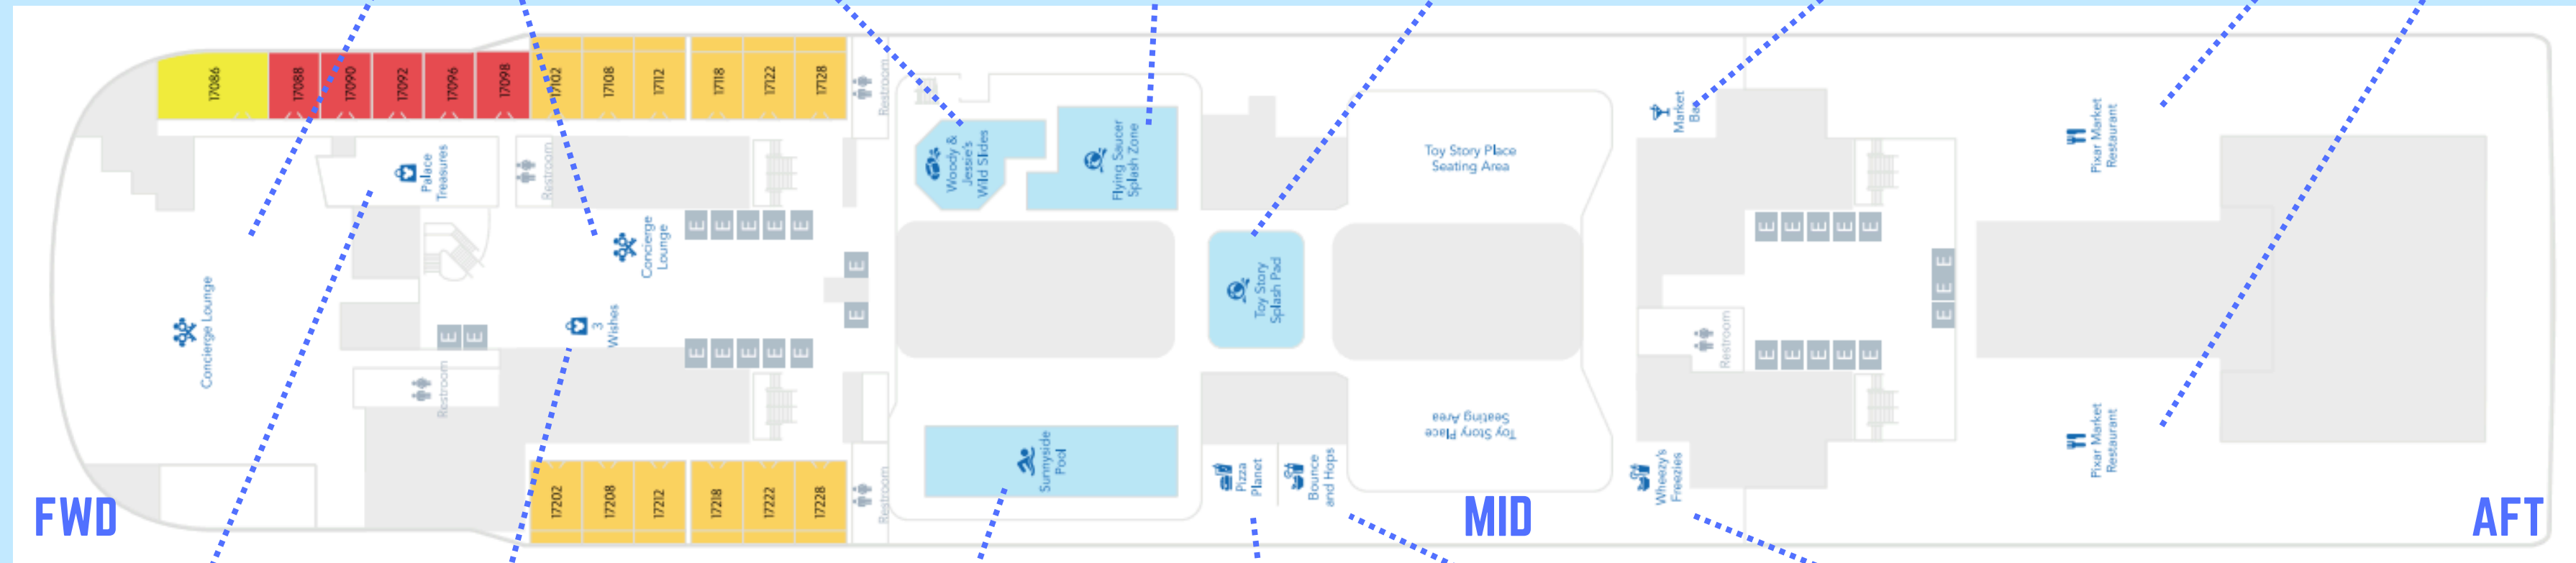 17086
17088
17090
17092
17096
17098
17102
17108
17112
17118
17122
17128
Restroom
Palace
Treasures
Restroom
Concierge Lounge
Concierge
Lounge
3
Wishes
Restroom
E
E
E
E
E
E
E
E
E
E
E
E
E
E
17202
17208
17212
17218
17222
17228
Restroom
Woody &
Jessie's
Wild Slides
Flying Saucer
Splash Zone
Toy Story
Splash Pad
Sunnyside
Pool
Pizza
Planet
Bounce
and Hops
Toy Story Place
Seating Area
Toy Story Place
Seating Area
Market
Restroom
Wheezy's
Freezies
E
E
E
E
E
E
E
E
E
E
E
E
E
Pixar Market
Restaurant
Pixar Market
Restaurant
FWD
MID
AFT